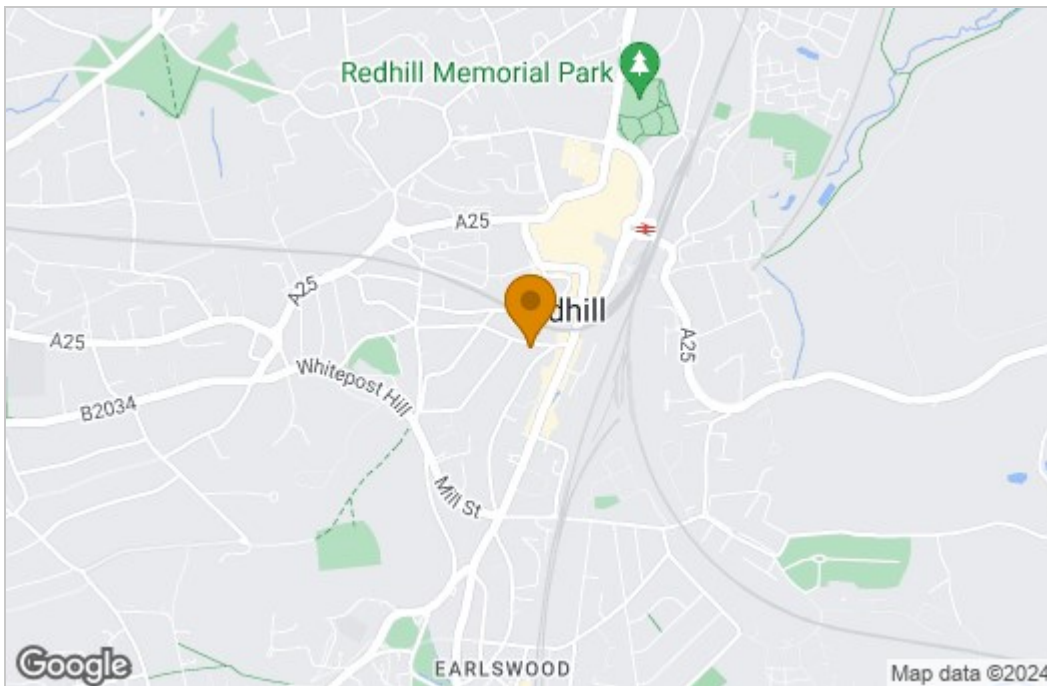 Redhill Memorial Park
A25
A25
dhill
A25
A25
Whitepost Hill
B2034
Mill St
EARLSWOOD
Google
Map data ©2024